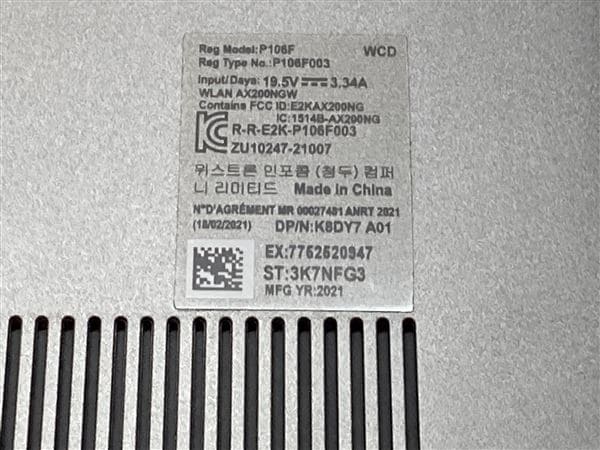 Reg Model:P106F WCD
Reg Type No.:P106F003
Input/Daya: 19.5V⎓3.34A
WLAN AX200NGW
Contains FCC ID:E2KAX200NG
IC:1514B-AX200NG
R-R-E2K-P106F003
ZU10247-21007
위스트론 인포콤 (청두) 컴퍼
니 리미티드 Made in China
N°D'AGRÉMENT MR 00027481 ANRT 2021
(18/02/2021) DP/N:K8DY7 A01
EX:7752520947
ST:3K7NFG3
MFG YR:2021